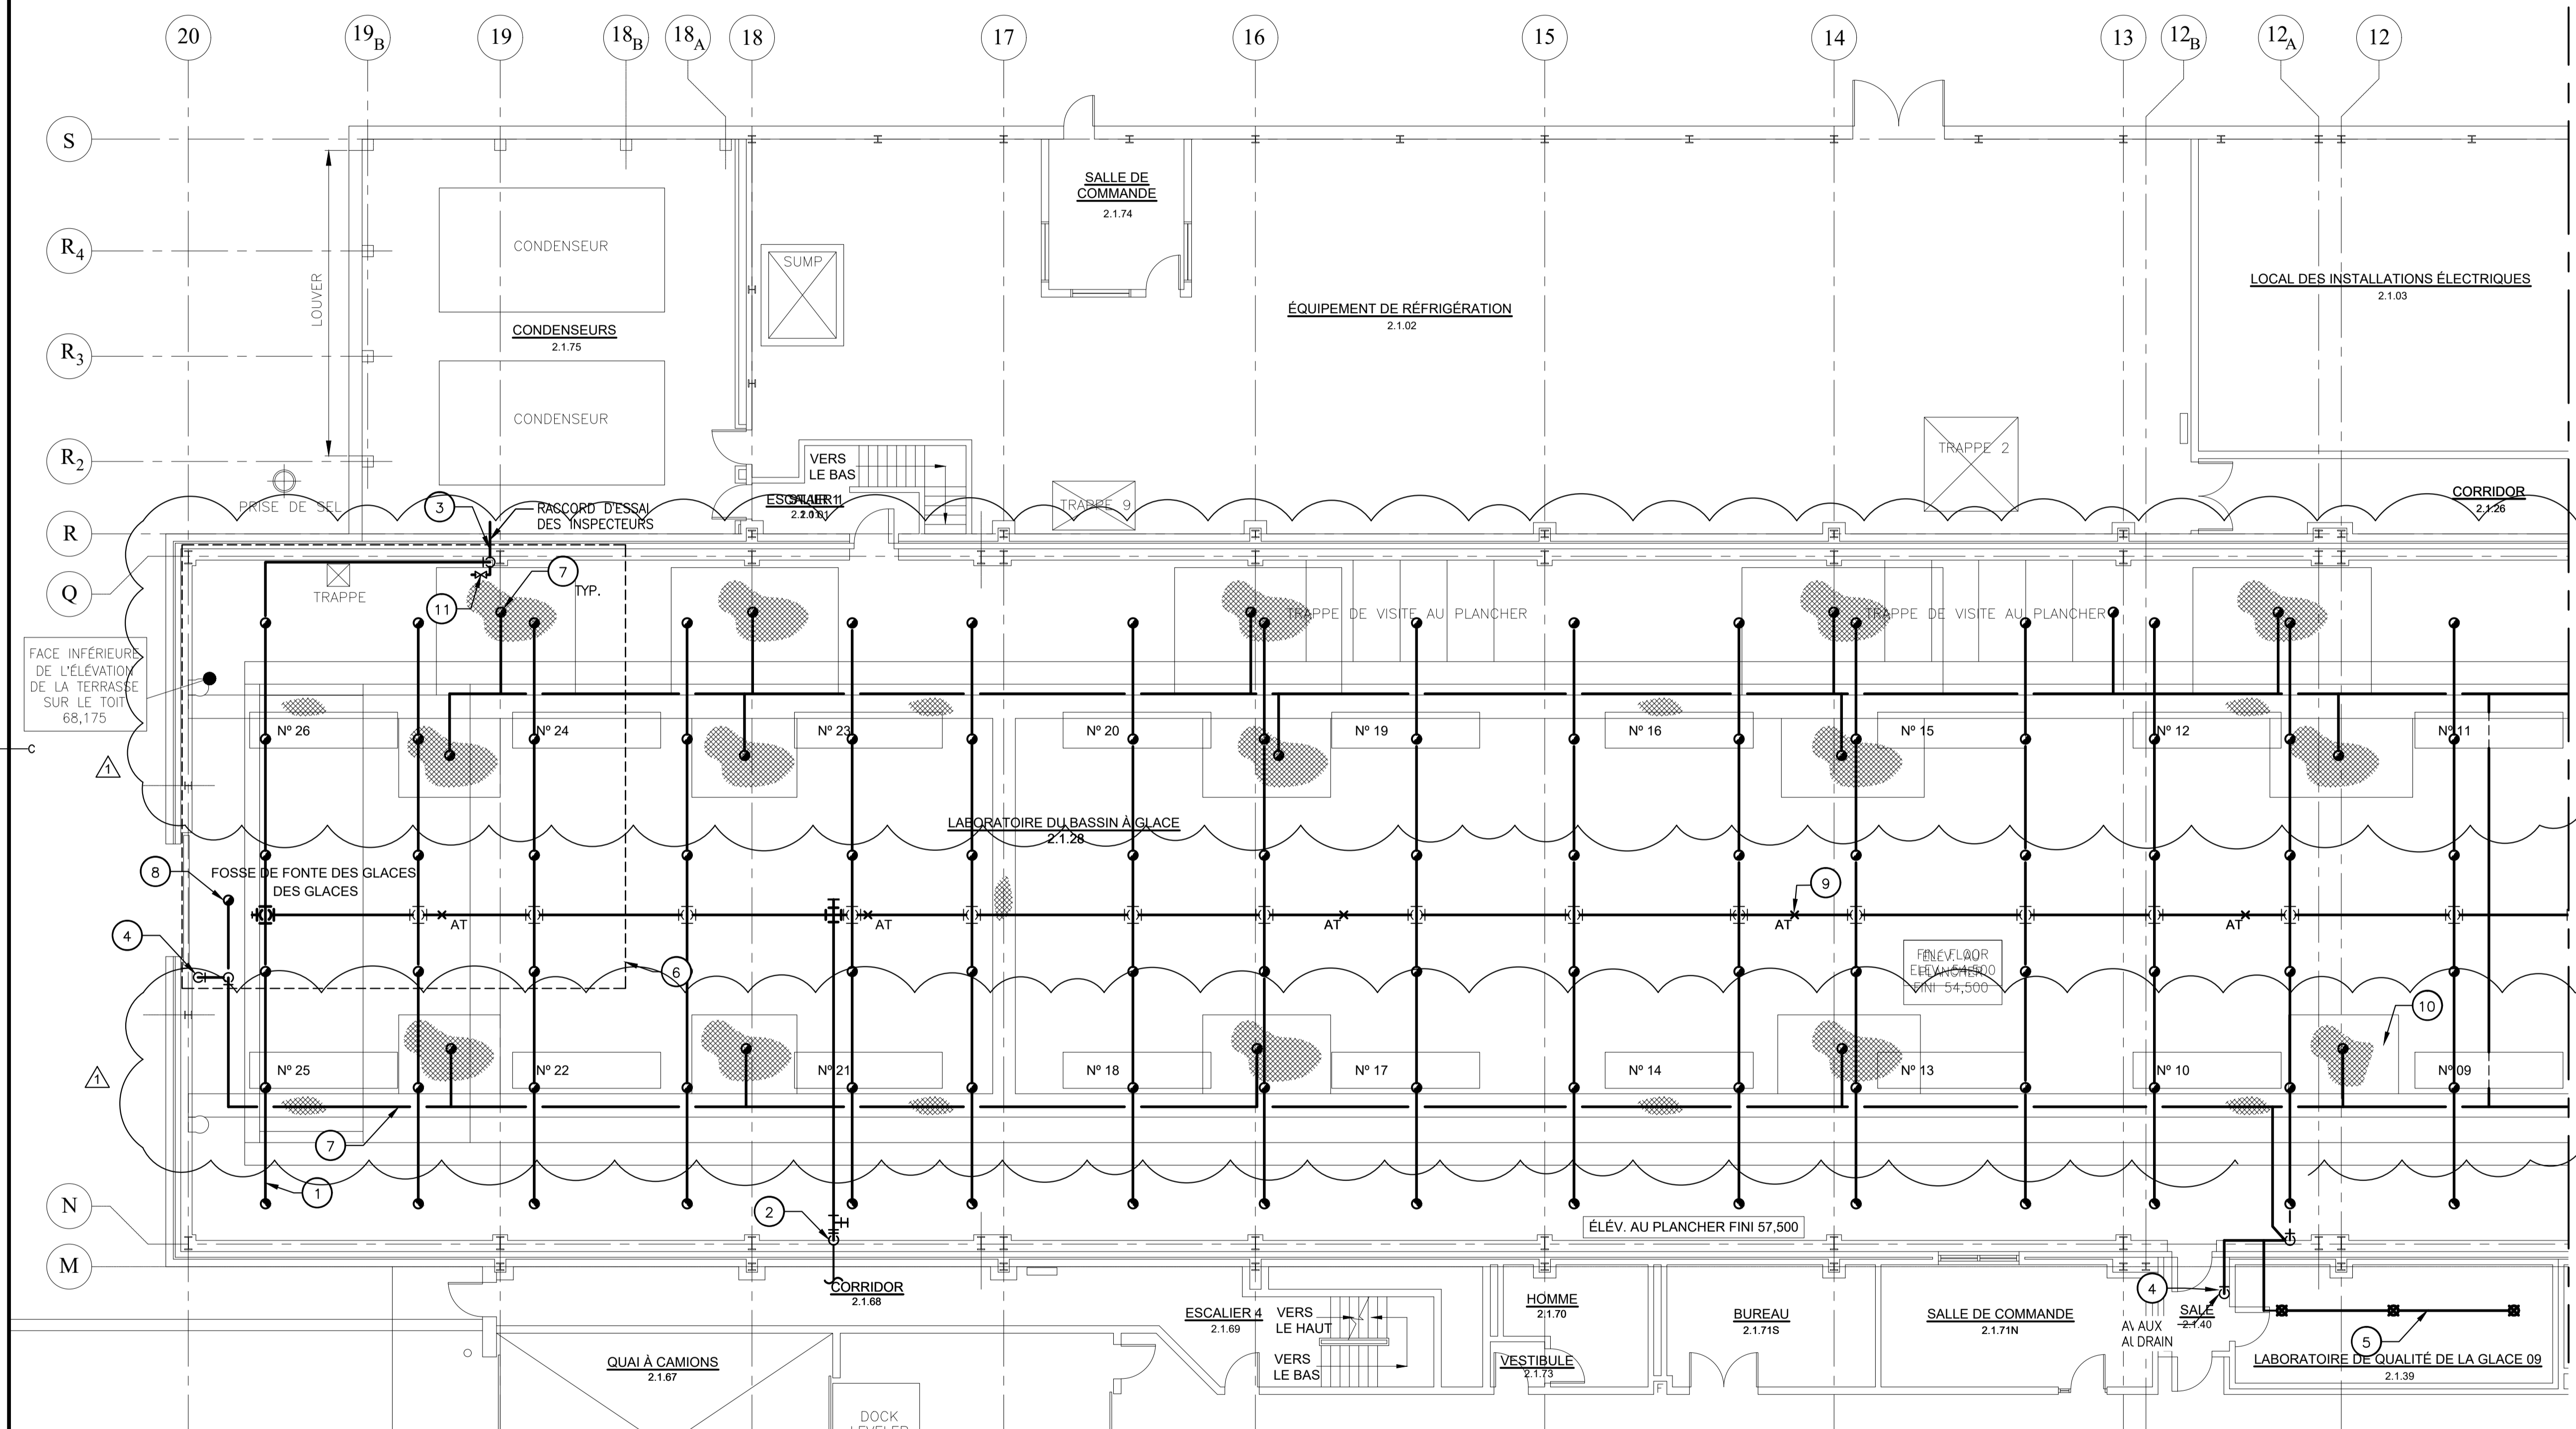 20
19B
19
18B
18A
18
17
16
15
14
13
12B
12A
12
S
R4
R3
R2
R
Q
N
M
SALLE DE
COMMANDE
2.1.74
CONDENSEUR
SUMP
LOUVER
CONDENSEURS
2.1.75
CONDENSEUR
ÉQUIPEMENT DE RÉFRIGÉRATION
2.1.02
LOCAL DES INSTALLATIONS ÉLECTRIQUES
2.1.03
VERS
LE BAS
TRAPPE 2
PRISE DE SEL
3
RACCORD D'ESSAI
DES INSPECTEURS
TRAPPE 9
CORRIDOR
2.1.26
TRAPPE
11
7
TYP.
TRAPPE DE VISITE AU PLANCHER
TRAPPE DE VISITE AU PLANCHER
FACE INFÉRIEURE
DE L'ÉLÉVATION
DE LA TERRASSE
SUR LE TOIT
68,175
C
1
Nº 26
Nº 24
Nº 23
Nº 20
Nº 19
Nº 16
Nº 15
Nº 12
Nº 11
LABORATOIRE DU BASSIN À GLACE
2.1.28
8
FOSSE DE FONTE DES GLACES
DES GLACES
9
AT
AT
AT
AT
AT
4
6
FINI 54,500
10
1
Nº 25
Nº 22
Nº 21
Nº 18
Nº 17
Nº 14
Nº 13
Nº 10
Nº 09
7
1
2
ÉLÉV. AU PLANCHER FINI 57,500
CORRIDOR
2.1.68
ESCALIER 4
2.1.69
VERS
LE HAUT
VERS
LE BAS
HOMME
2.1.70
VESTIBULE
2.1.73
BUREAU
2.1.71S
SALLE DE COMMANDE
2.1.71N
4
SALE
2.1.40
5
LABORATOIRE DE QUALITÉ DE LA GLACE 09
2.1.39
QUAI À CAMIONS
2.1.67
F
DOCK